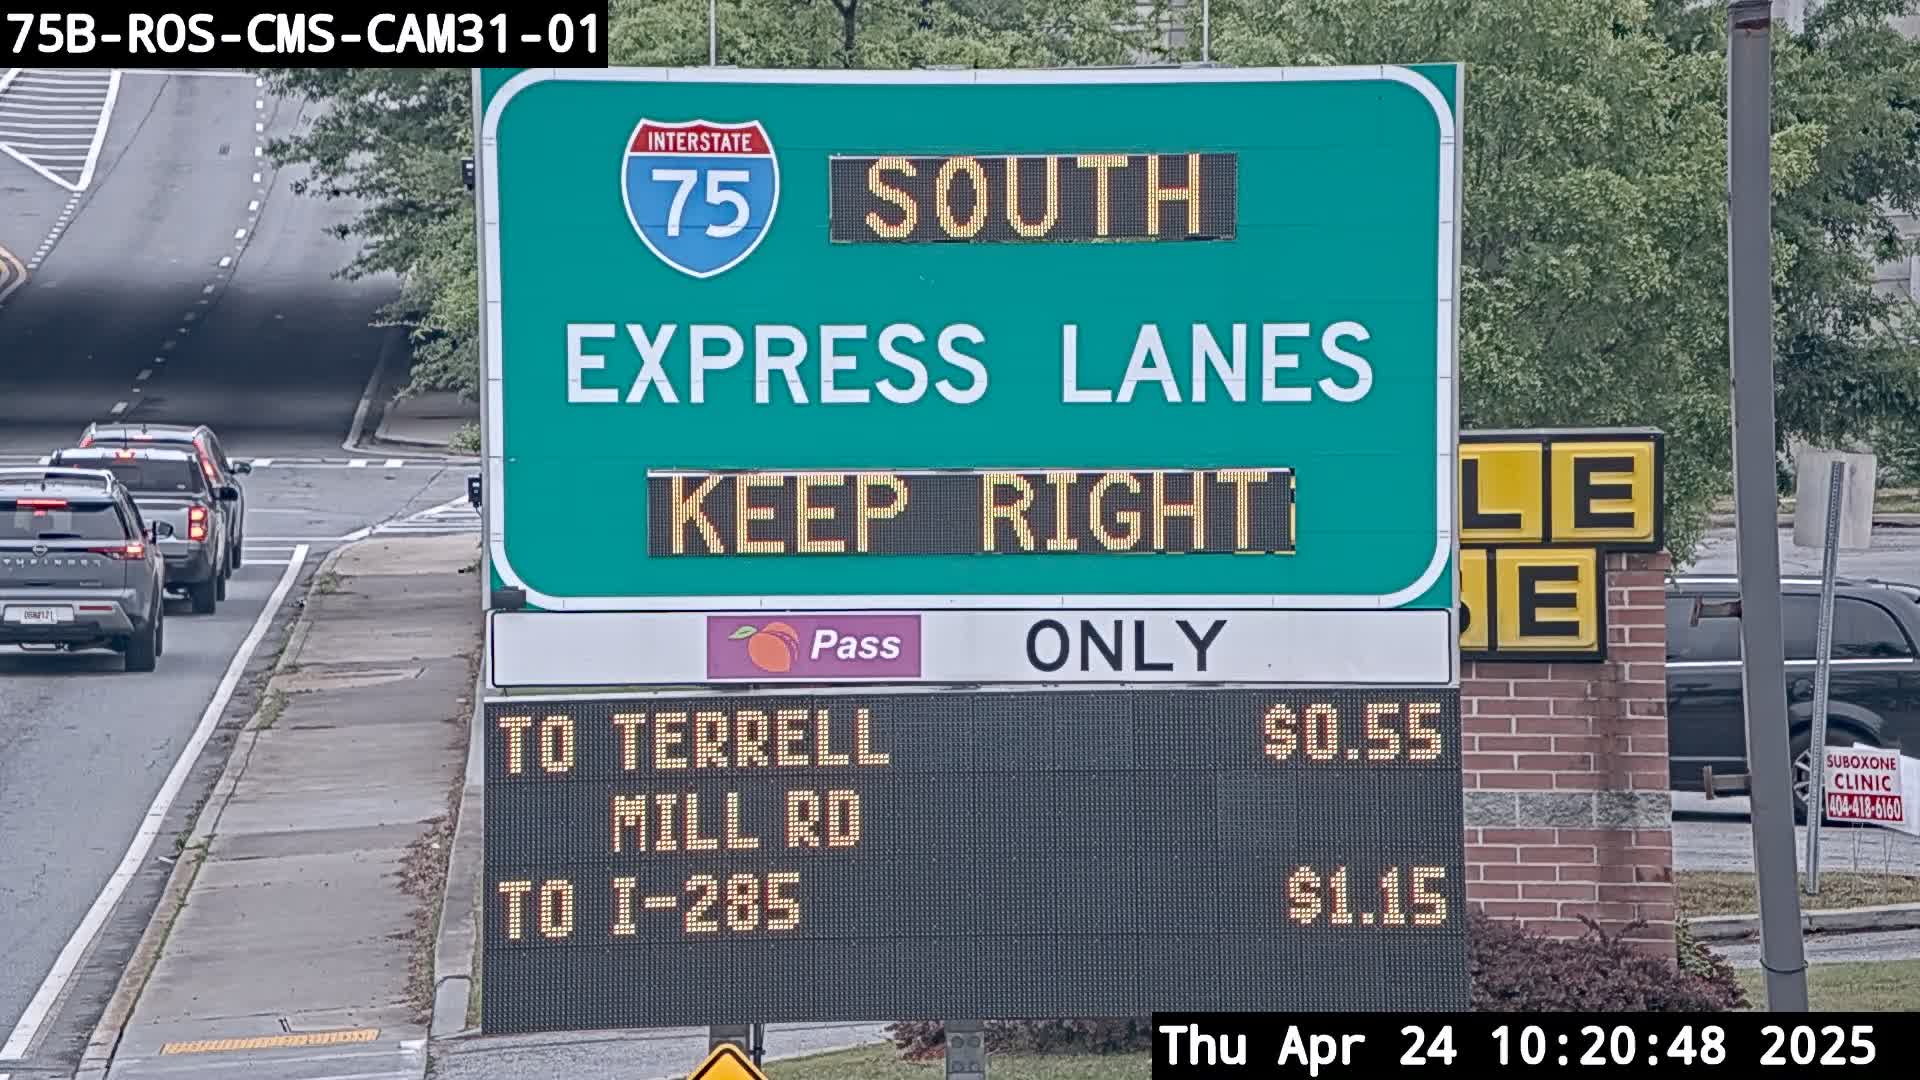 75B-ROS-CMS-CAM31-01
INTERSTATE
75
SOUTH
EXPRESS LANES
KEEP RIGHT
Pass ONLY
TO TERRELL $0.55
MILL RD
TO I-285 $1.15
LE
E
SUBOXONE
CLINIC
404-418-6160
Thu Apr 24 10:20:48 2025